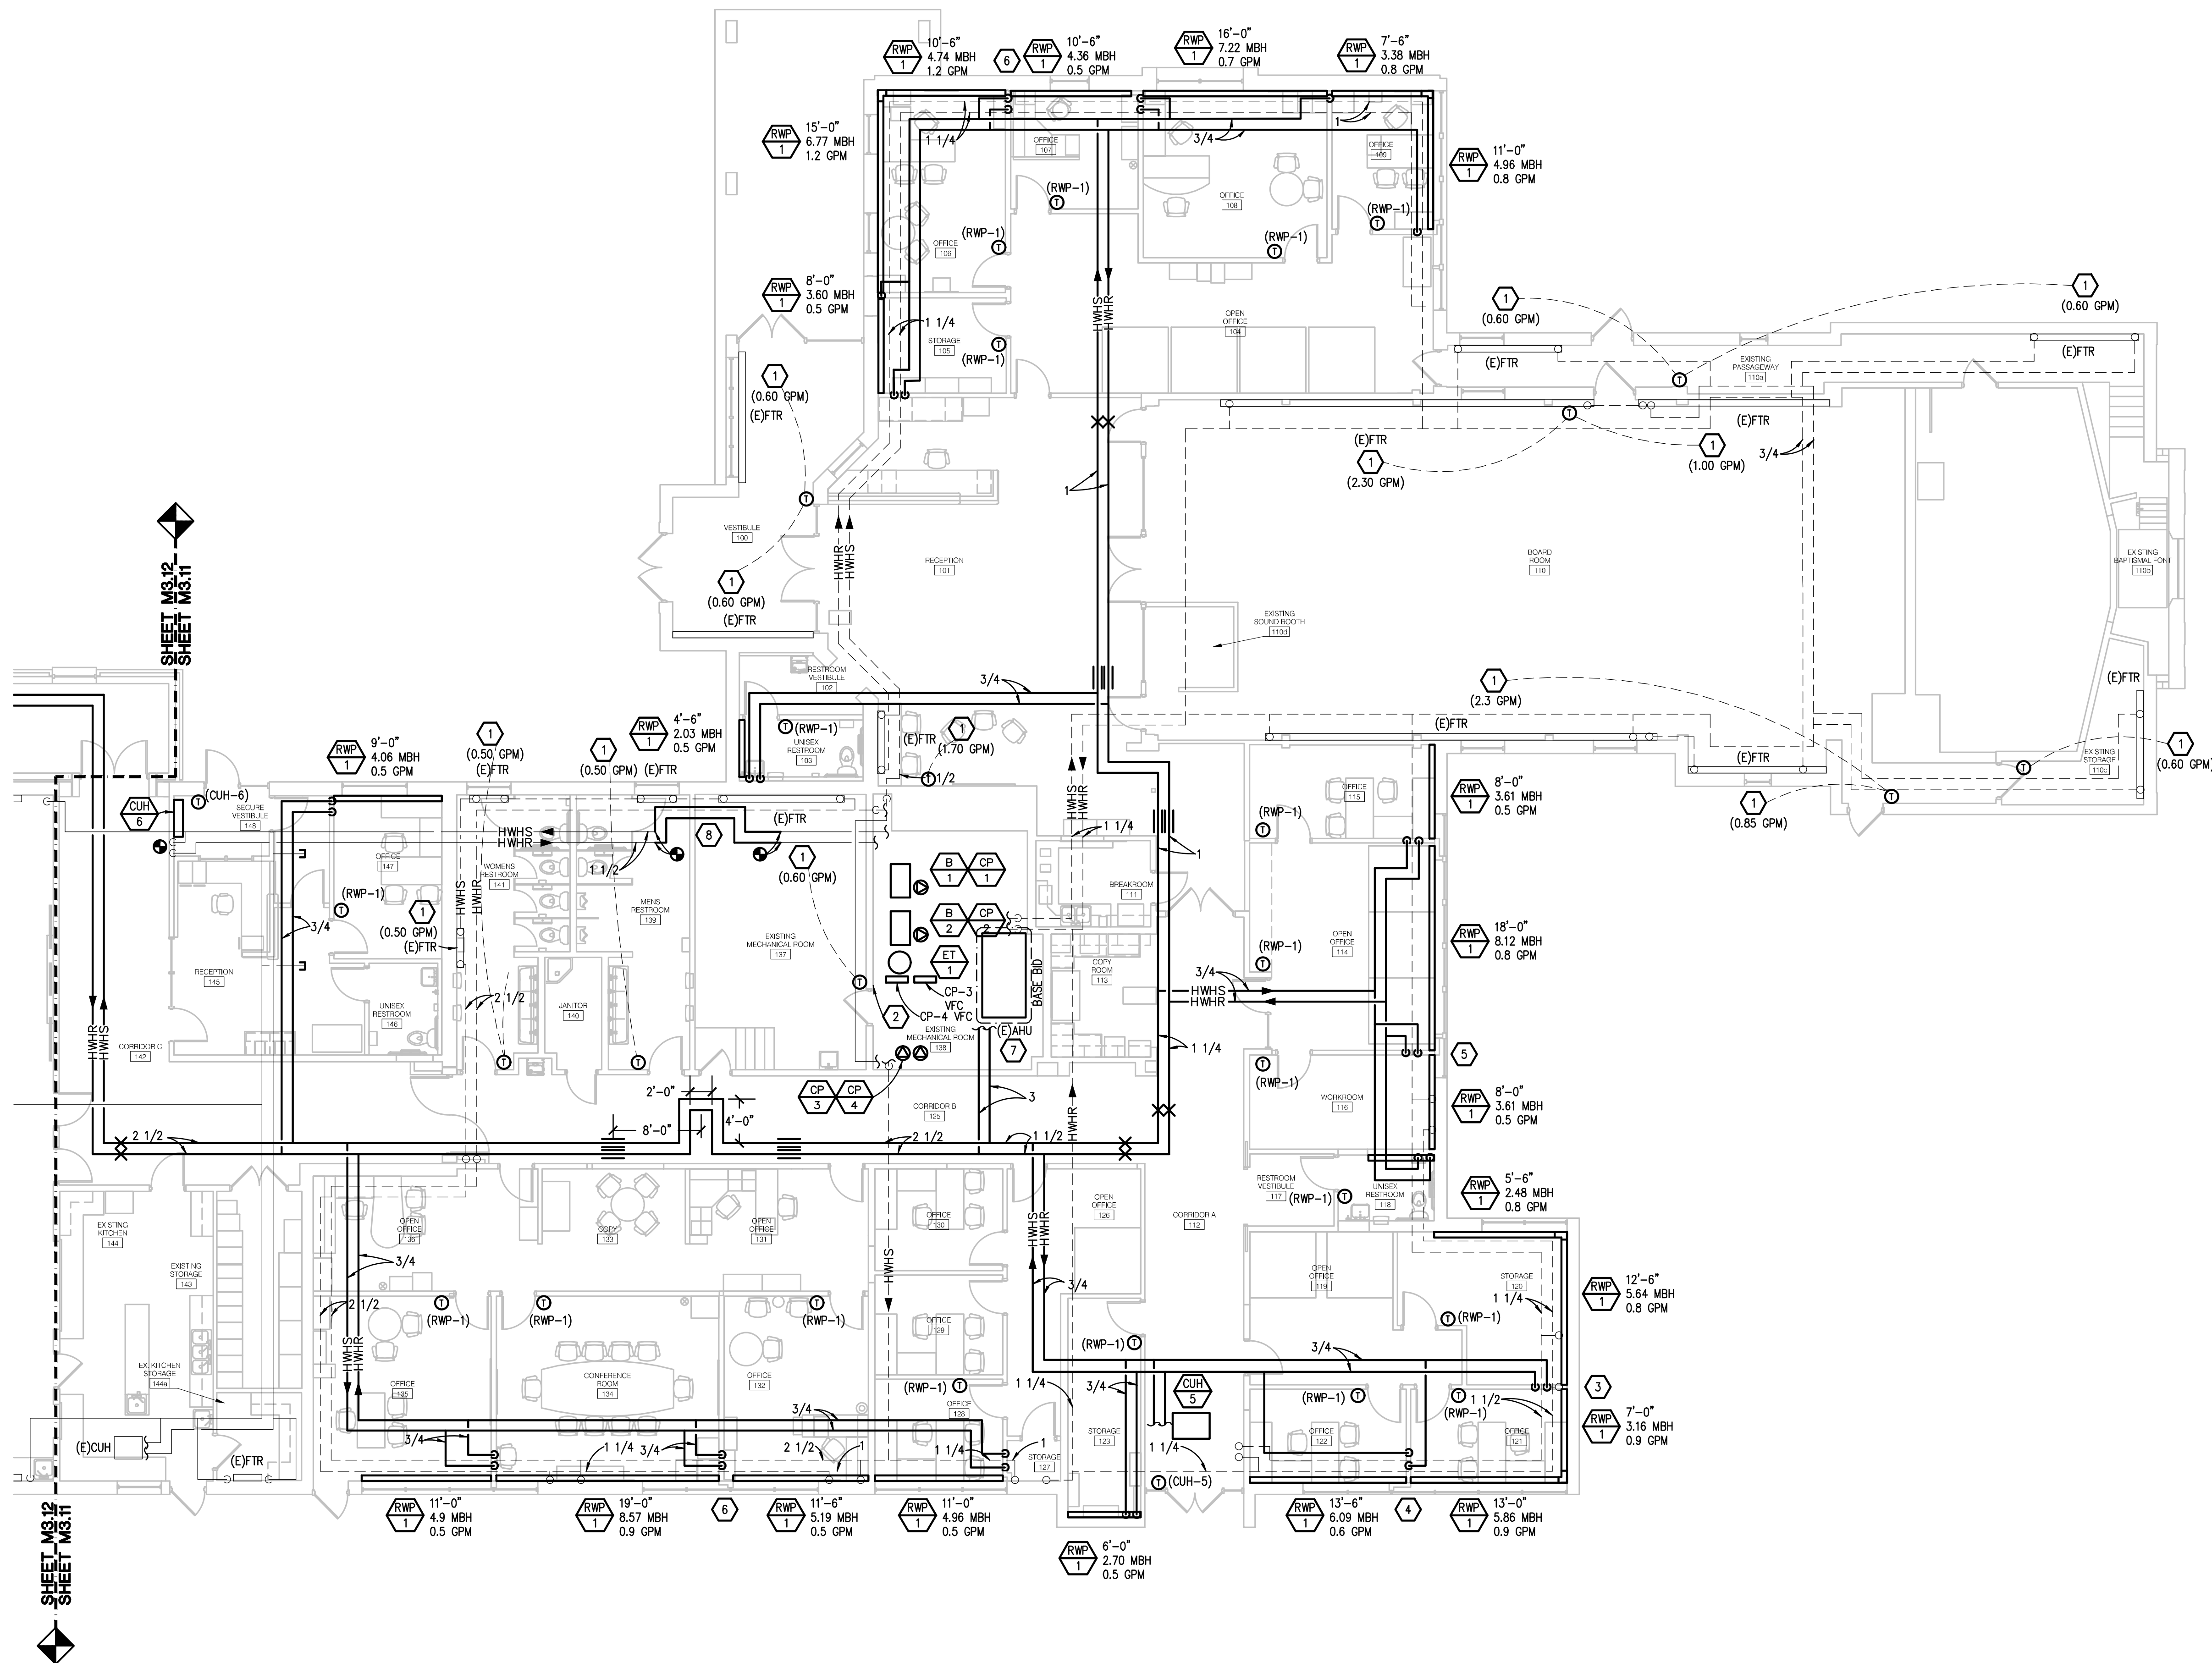 RWP
1
10'-6"
4.74 MBH
1.2 GPM
6
RWP
1
10'-6"
4.36 MBH
0.5 GPM
RWP
1
16'-0"
7.22 MBH
0.7 GPM
RWP
1
7'-6"
3.38 MBH
0.8 GPM
RWP
1
15'-0"
6.77 MBH
1.2 GPM
1 1/4
OFFICE
107
3/4
1
OFFICE
109
RWP
1
11'-0"
4.96 MBH
0.8 GPM
(RWP-1)
T
OFFICE
108
(RWP-1)
T
(RWP-1)
T
OFFICE
106
(RWP-1)
T
RWP
1
8'-0"
3.60 MBH
0.5 GPM
1 1/4
STORAGE
105
T
(RWP-1)
HWHS
HWHR
OPEN
OFFICE
104
1
(0.60 GPM)
1
(0.60 GPM)
EXISTING
PASSAGEWAY
110a
T
(E)FTR
1
(0.60 GPM)
(E)FTR
T
(E)FTR
(E)FTR
1
(2.30 GPM)
1
(1.00 GPM)
3/4
1
T
VESTIBULE
100
HWHR
HWHS
RECEPTION
101
BOARD
ROOM
110
EXISTING
BAPTISMAL FONT
110b
1
(0.60 GPM)
(E)FTR
EXISTING
SOUND BOOTH
110d
SHEET M3.12
SHEET M3.11
RESTROOM
VESTIBULE
102
3/4
1
(2.3 GPM)
(E)FTR
(E)FTR
T
(RWP-1)
UNISEX
RESTROOM
103
(E)FTR
1
(1.70 GPM)
T
1/2
RWP
1
4'-6"
2.03 MBH
0.5 GPM
RWP
1
9'-0"
4.06 MBH
0.5 GPM
1
(0.50 GPM)
(E)FTR
1
(0.50 GPM)
(E)FTR
(E)FTR
EXISTING
STORAGE
110c
T
1
(0.60 GPM)
T
1
(0.85 GPM)
CUH
6
T
(CUH-6)
SECURE
VESTIBULE
148
HWHS
HWHR
8
(E)FTR
HWHS
HWHR
1 1/4
1
OFFICE
115
T
(RWP-1)
RWP
1
8'-0"
3.61 MBH
0.5 GPM
OFFICE
147
(RWP-1)
T
HWHS
HWHR
WOMENS
RESTROOM
141
1 1/2
1
(0.60 GPM)
B
1
CP
1
B
2
CP
2
ET
1
BREAKROOM
111
1
(0.50 GPM)
(E)FTR
MENS
RESTROOM
139
EXISTING
MECHANICAL ROOM
137
3/4
RECEPTION
145
UNISEX
RESTROOM
146
2 1/2
JANITOR
140
T
2
CP-3
VFC
CP-4 VFC
BASE BID
COPY
ROOM
113
(RWP-1)
T
OPEN
OFFICE
114
RWP
1
18'-0"
8.12 MBH
0.8 GPM
3/4
HWHS
HWHR
EXISTING
MECHANICAL ROOM
138
(E)AHU
7
CORRIDOR C
142
HWHR
HWHS
T
T
1 1/4
T
(RWP-1)
5
RWP
1
8'-0"
3.61 MBH
0.5 GPM
WORKROOM
116
CP
3
CP
4
2'-0"
4'-0"
8'-0"
3
CORRIDOR B
125
HWHR
2 1/2
2 1/2
1 1/2
RESTROOM
VESTIBULE
117
(RWP-1)
T
UNISEX
RESTROOM
118
RWP
1
5'-6"
2.48 MBH
0.8 GPM
EXISTING
KITCHEN
144
EXISTING
STORAGE
143
OPEN
OFFICE
136
COPY
133
OPEN
OFFICE
131
OFFICE
130
HWHS
HWHS
HWHR
OPEN
OFFICE
126
CORRIDOR A
112
3/4
3/4
OPEN
OFFICE
119
STORAGE
120
RWP
1
12'-6"
5.64 MBH
0.8 GPM
1 1/4
2 1/2
T
(RWP-1)
T
(RWP-1)
T
(RWP-1)
OFFICE
129
(RWP-1)
T
T
(RWP-1)
3/4
HWHS
HWHR
EX. KITCHEN
STORAGE
144a
OFFICE
135
CONFERENCE
ROOM
134
OFFICE
132
(RWP-1)
T
OFFICE
128
1 1/4
3/4
CUH
5
(RWP-1)
T
T
(RWP-1)
1 1/2
3
RWP
1
7'-0"
3.16 MBH
0.9 GPM
3/4
3/4
1 1/4
3/4
2 1/2
1
1 1/4
1
STORAGE
127
STORAGE
123
1 1/4
OFFICE
122
OFFICE
121
(E)CUH
(E)FTR
T
(CUH-5)
RWP
1
11'-0"
4.9 MBH
0.5 GPM
RWP
1
19'-0"
8.57 MBH
0.9 GPM
6
RWP
1
11'-6"
5.19 MBH
0.5 GPM
RWP
1
11'-0"
4.96 MBH
0.5 GPM
RWP
1
13'-6"
6.09 MBH
0.6 GPM
4
RWP
1
13'-0"
5.86 MBH
0.9 GPM
RWP
1
6'-0"
2.70 MBH
0.5 GPM
SHEET M3.12
SHEET M3.11